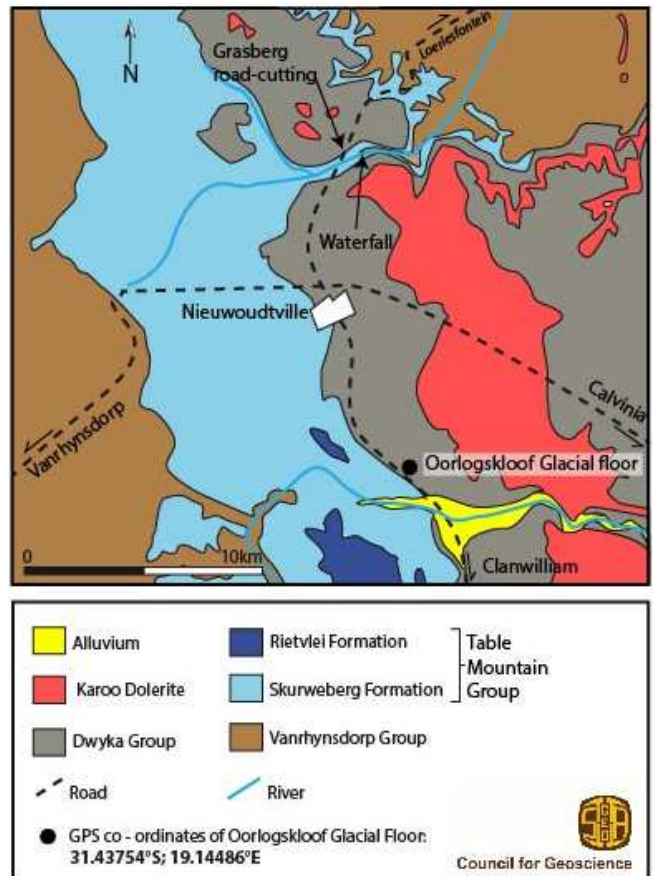 N
Grasberg
road-cutting
Loeriesfontein
Waterfall
Nieuwoudtville
Vanrhynsdorp
Calvinia
Oorlogskloof Glacial floor
0 10km
Clanwilliam
Alluvium
Karoo Dolerite
Dwyka Group
Rietvlei Formation
Skurweberg Formation
Table
Mountain
Group
Vanrhynsdorp Group
Road
River
GPS co - ordinates of Oorlogskloof Glacial Floor:
31.43754°S; 19.14486°E
Council for Geoscience